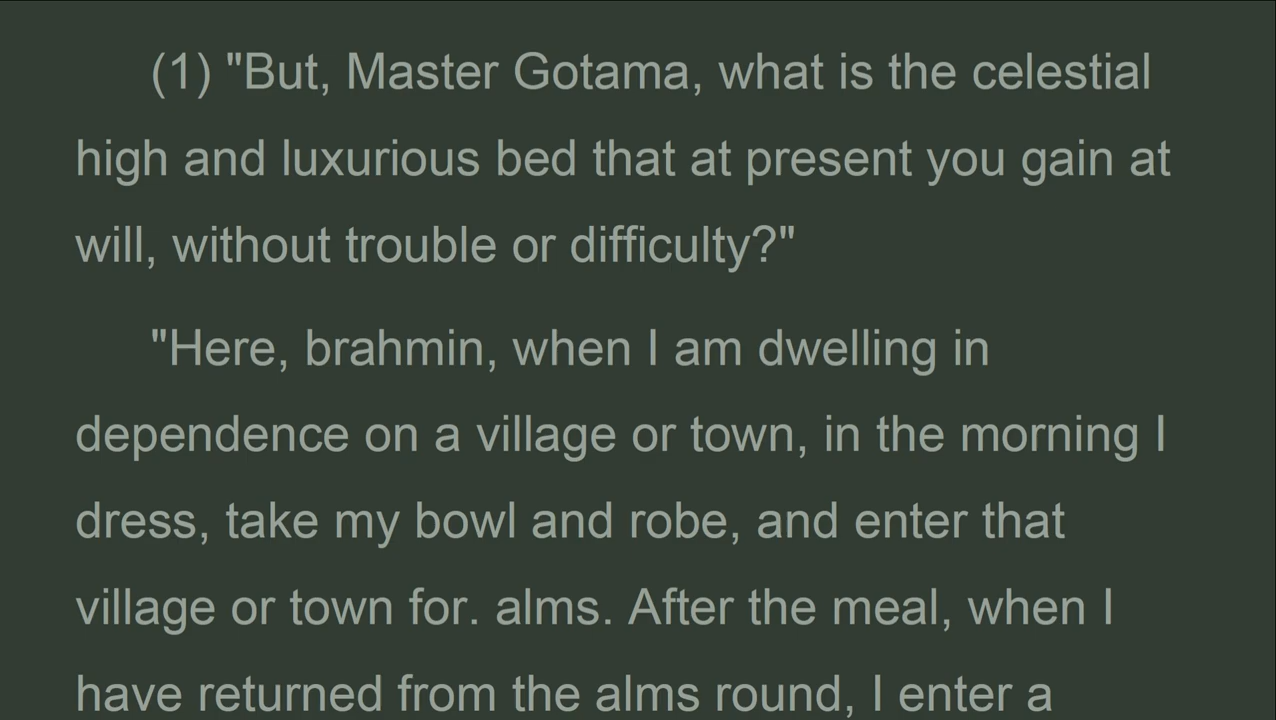 (1) "But, Master Gotama, what is the celestial
high and luxurious bed that at present you gain at
will, without trouble or difficulty?"
"Here, brahmin, when I am dwelling in
dependence on a village or town, in the morning I
dress, take my bowl and robe, and enter that
village or town for. alms. After the meal, when I
have returned from the alms round, I enter a